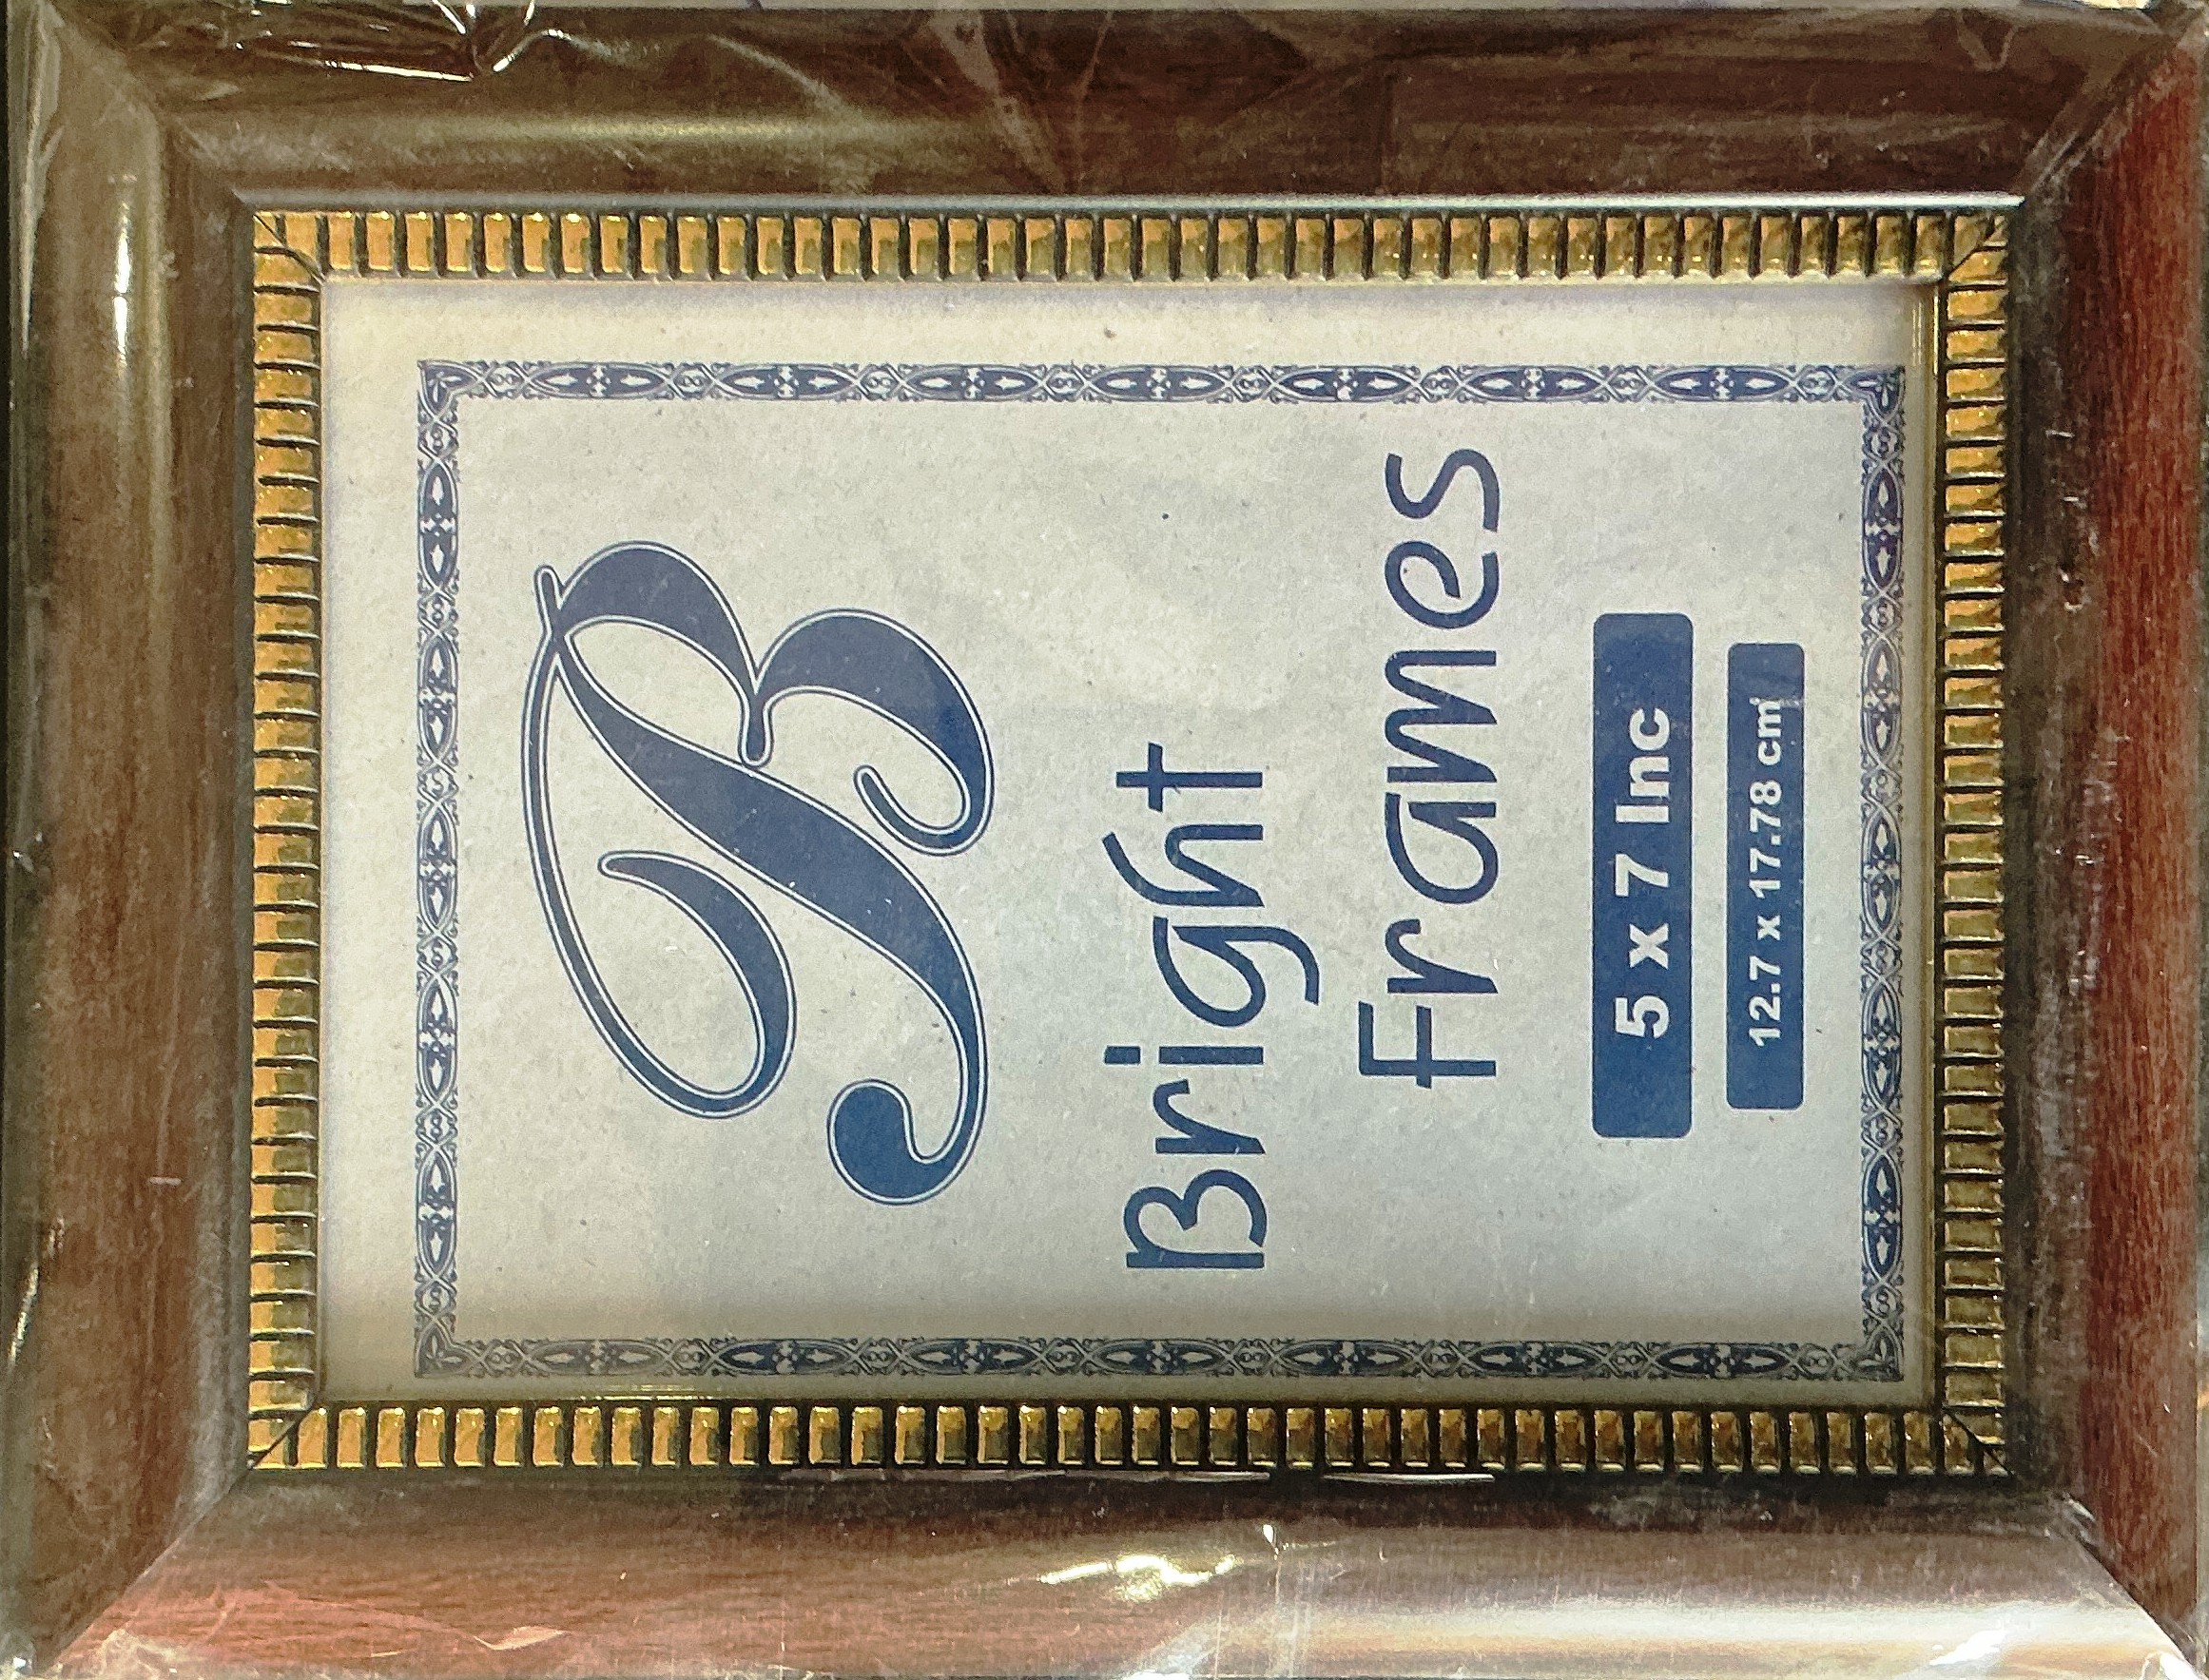 B
Bright
Frames
5 x 7 Inc
12.7 x 17.78 cm